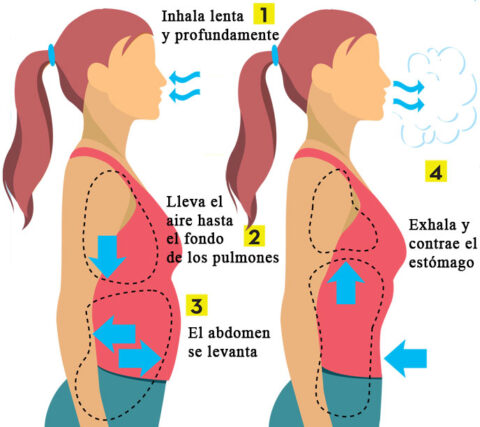 Inhala lenta
y profundamente
1
Lleva el
aire hasta
el fondo
de los pulmones
2
3
El abdomen
se levanta
4
Exhala y
contrae el
estómago